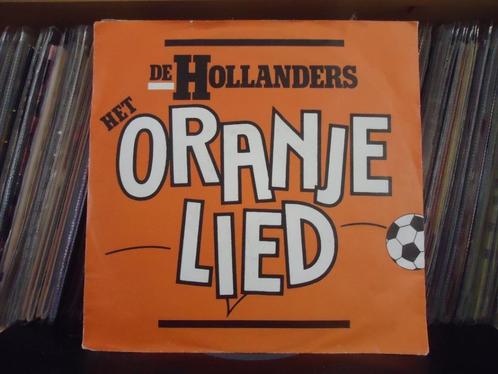 DE HOLLANDERS
HET
ORANJE
LIED